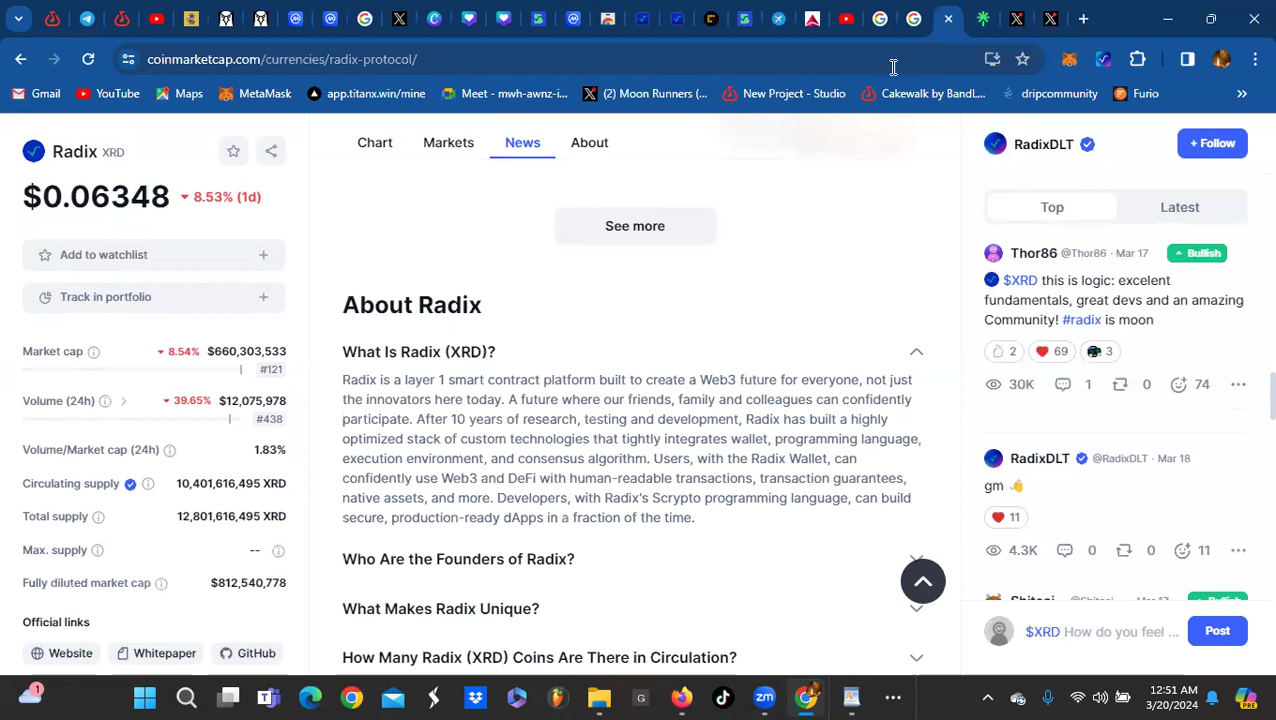 coinmarketcap.com/currencies/radix-protocol/
Gmail
YouTube
Maps
MetaMask
app.titanx.win/mine
Meet - mwh-awnz-i...
(2) Moon Runners (...
New Project - Studio
Cakewalk by BandL...
dripcommunity
Furio
Radix XRD
$0.06348 8.53% (1d)
Add to watchlist
Track in portfolio
Market cap 8.54% $660,303,533
#121
Volume (24h) 39.65% $12,075,978
#438
Volume/Market cap (24h) 1.83%
Circulating supply 10,401,616,495 XRD
Total supply 12,801,616,495 XRD
Max. supply --
Fully diluted market cap $812,540,778
Official links
Website
Whitepaper
GitHub
Chart
Markets
News
About
See more
About Radix
What Is Radix (XRD)?
Radix is a layer 1 smart contract platform built to create a Web3 future for everyone, not just
the innovators here today. A future where our friends, family and colleagues can confidently
participate. After 10 years of research, testing and development, Radix has built a highly
optimized stack of custom technologies that tightly integrates wallet, programming language,
execution environment, and consensus algorithm. Users, with the Radix Wallet, can
confidently use Web3 and DeFi with human-readable transactions, transaction guarantees,
native assets, and more. Developers, with Radix's Scrypto programming language, can build
secure, production-ready dApps in a fraction of the time.
Who Are the Founders of Radix?
What Makes Radix Unique?
How Many Radix (XRD) Coins Are There in Circulation?
RadixDLT
+ Follow
Top
Latest
Thor86 @Thor86 · Mar 17 Bullish
$XRD this is logic: excelent
fundamentals, great devs and an amazing
Community! #radix is moon
2 69 3
30K 1 0 74
RadixDLT @RadixDLT · Mar 18
gm
11
4.3K 0 0 11
$XRD How do you feel ...
Post
1
12:51 AM
3/20/2024
PRE